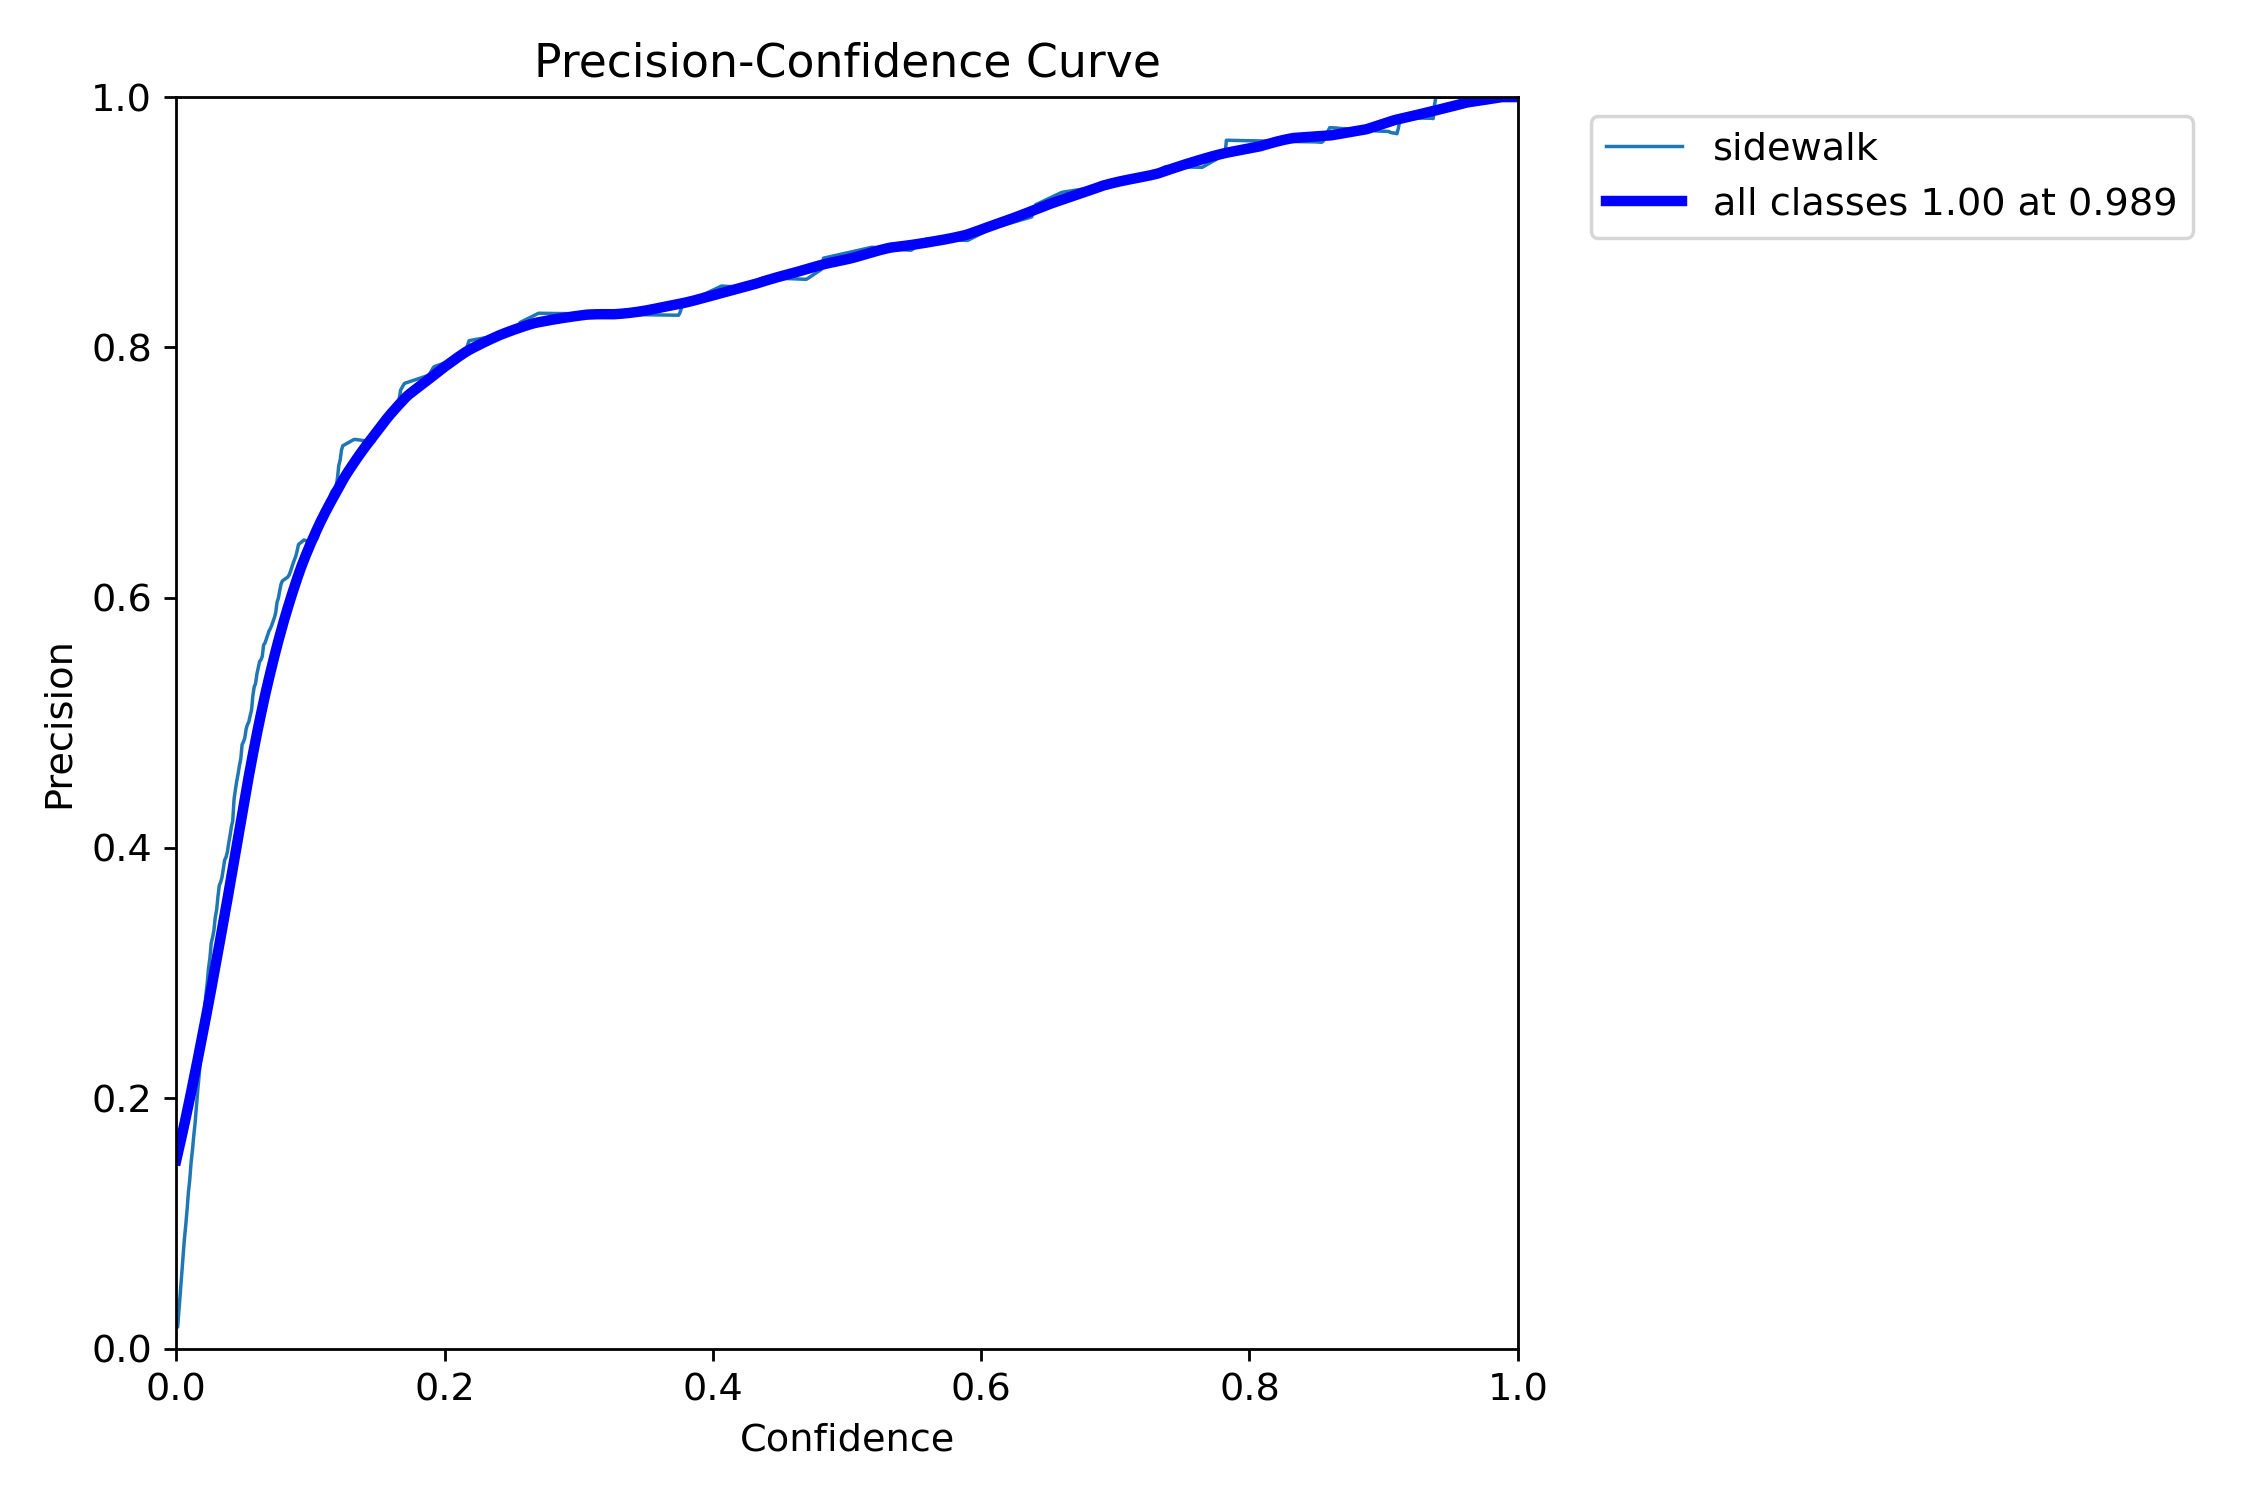 Precision-Confidence Curve
1.0
0.8
0.6
0.4
0.2
0.0
Precision
0.0 0.2 0.4 0.6 0.8 1.0
Confidence
sidewalk
all classes 1.00 at 0.989